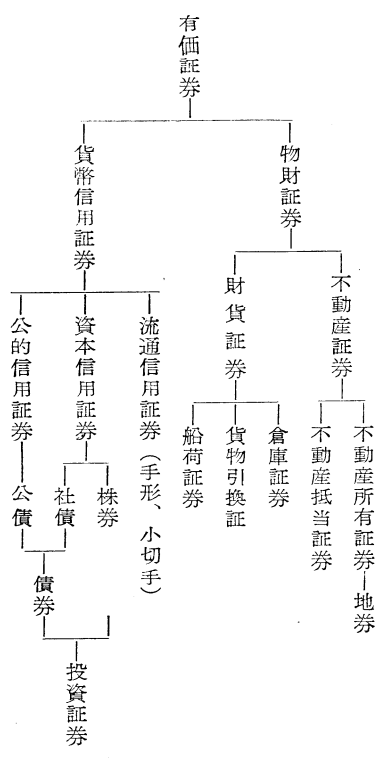 有価証券
物財証券
不動産証券
不動産所有証券
地券
不動産抵当証券
財貨証券
倉庫証券
貨物引換証
船荷証券
貨幣信用証券
流通信用証券(手形、小切手)
資本信用証券
株券
社債
公的信用証券
公債
債券
投資証券